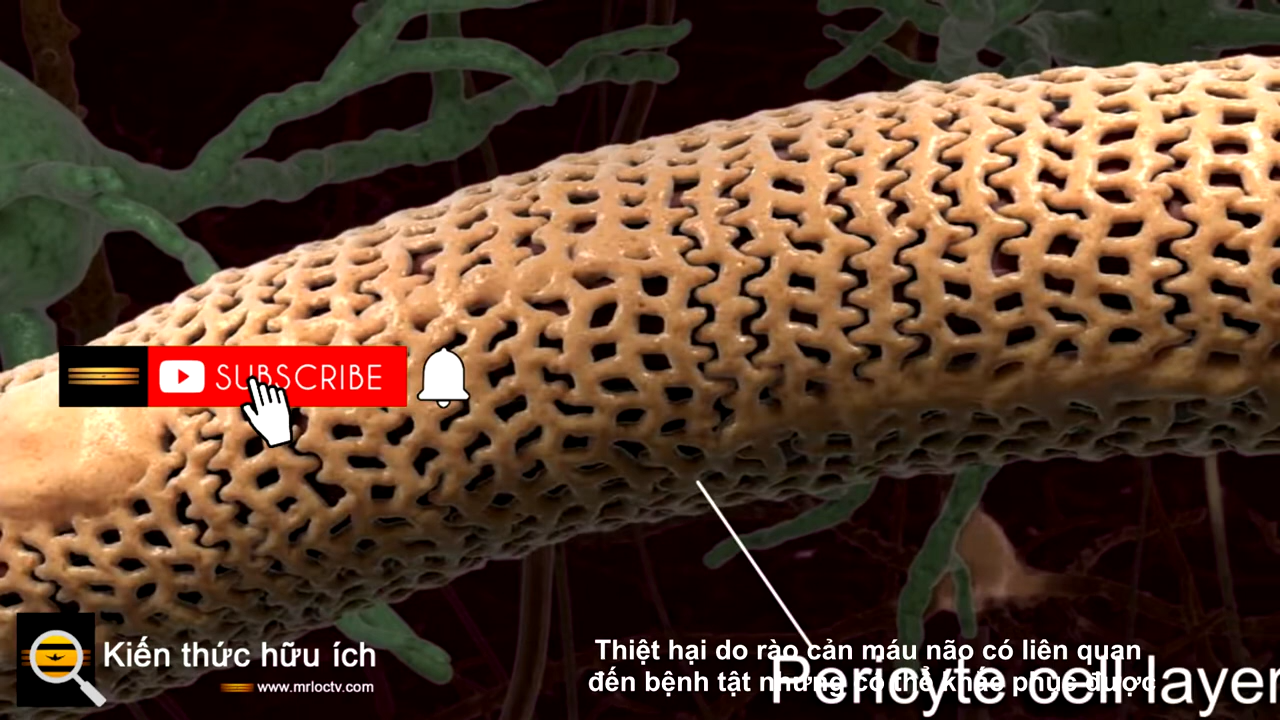 SUBSCRIBE
Kiến thức hữu ích
www.mrloctv.com
Thiệt hại do rào cản máu não có liên quan
đến bệnh tật nhưng có thể khắc phục được
Pericyte cell layer